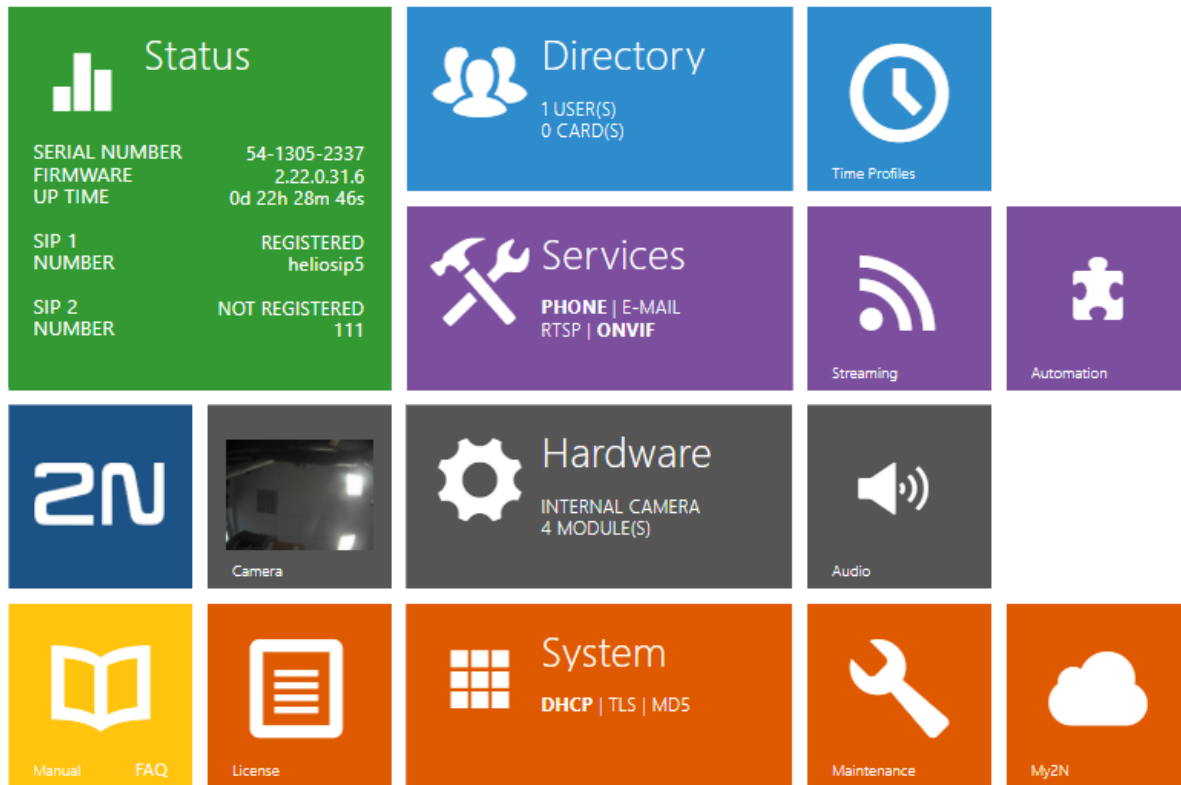 Status
SERIAL NUMBER 54-1305-2337
FIRMWARE 2.22.0.31.6
UP TIME 0d 22h 28m 46s
SIP 1 REGISTERED
NUMBER heliosip5
SIP 2 NOT REGISTERED
NUMBER 111
Directory
1 USER(S)
0 CARD(S)
Time Profiles
Services
PHONE | E-MAIL
RTSP | ONVIF
Streaming
Automation
2N
Camera
Hardware
INTERNAL CAMERA
4 MODULE(S)
Audio
Manual FAQ
License
System
DHCP | TLS | MD5
Maintenance
My2N